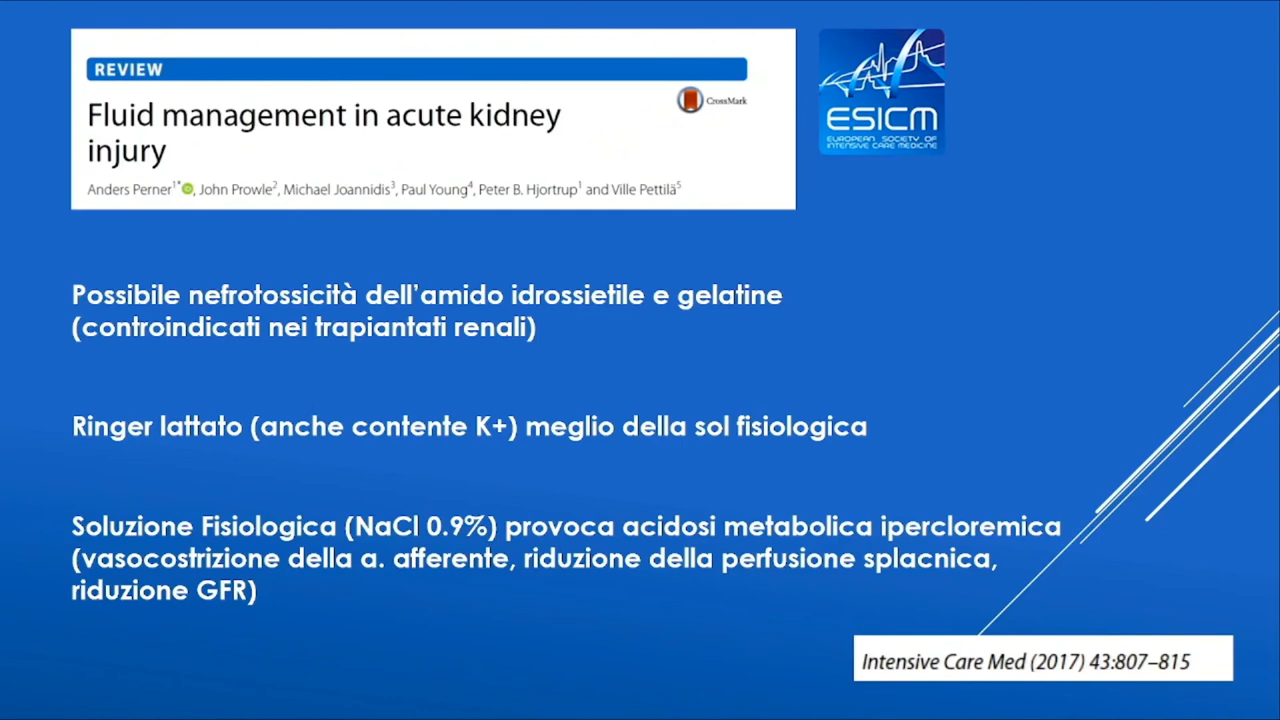 REVIEW
CrossMark
Fluid management in acute kidney
injury
Anders Perner1*, John Prowle2, Michael Joannidis3, Paul Young4, Peter B. Hjortrup1 and Ville Pettilä5
ESICM
EUROPEAN SOCIETY OF
INTENSIVE CARE MEDICINE
Possibile nefrotossicità dell'amido idrossietile e gelatine
(controindicati nei trapiantati renali)
Ringer lattato (anche contente K+) meglio della sol fisiologica
Soluzione Fisiologica (NaCl 0.9%) provoca acidosi metabolica ipercloremica
(vasocostrizione della a. afferente, riduzione della perfusione splacnica,
riduzione GFR)
Intensive Care Med (2017) 43:807–815